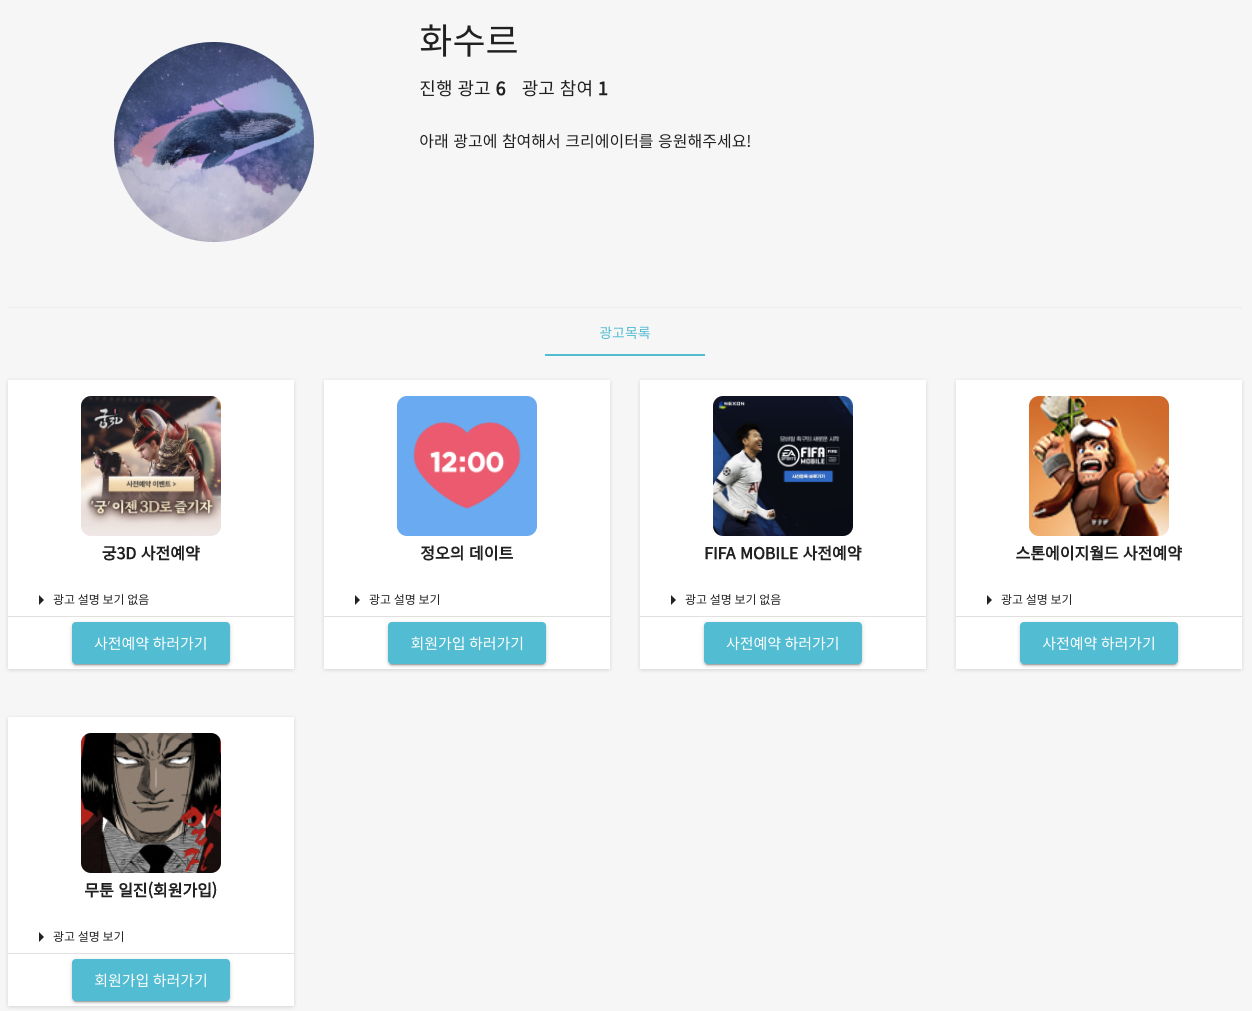 화수르
진행 광고 6 광고 참여 1
아래 광고에 참여해서 크리에이터를 응원해주세요!
광고목록
궁
사전예약 이벤트 >
'궁' 이젠 3D로 즐기자
궁3D 사전예약
광고 설명 보기 없음
사전예약 하러가기
12:00
정오의 데이트
광고 설명 보기
회원가입 하러가기
NEXON
EA SPORTS FIFA MOBILE
FIFA MOBILE 사전예약
광고 설명 보기 없음
사전예약 하러가기
스톤에이지월드 사전예약
광고 설명 보기
사전예약 하러가기
일진
무툰 일진(회원가입)
광고 설명 보기
회원가입 하러가기